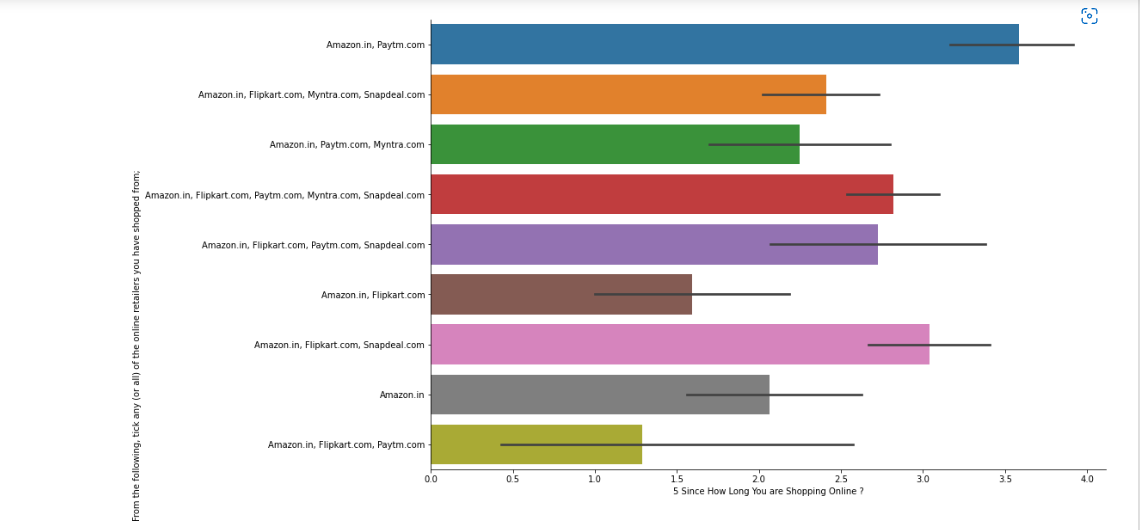 Amazon.in, Paytm.com
Amazon.in, Flipkart.com, Myntra.com, Snapdeal.com
Amazon.in, Paytm.com, Myntra.com
Amazon.in, Flipkart.com, Paytm.com, Myntra.com, Snapdeal.com
Amazon.in, Flipkart.com, Paytm.com, Snapdeal.com
Amazon.in, Flipkart.com
Amazon.in, Flipkart.com, Snapdeal.com
Amazon.in
Amazon.in, Flipkart.com, Paytm.com
From the following, tick any (or all) of the online retailers you have shopped from;
0.0 0.5 1.0 1.5 2.0 2.5 3.0 3.5 4.0
5 Since How Long You are Shopping Online ?